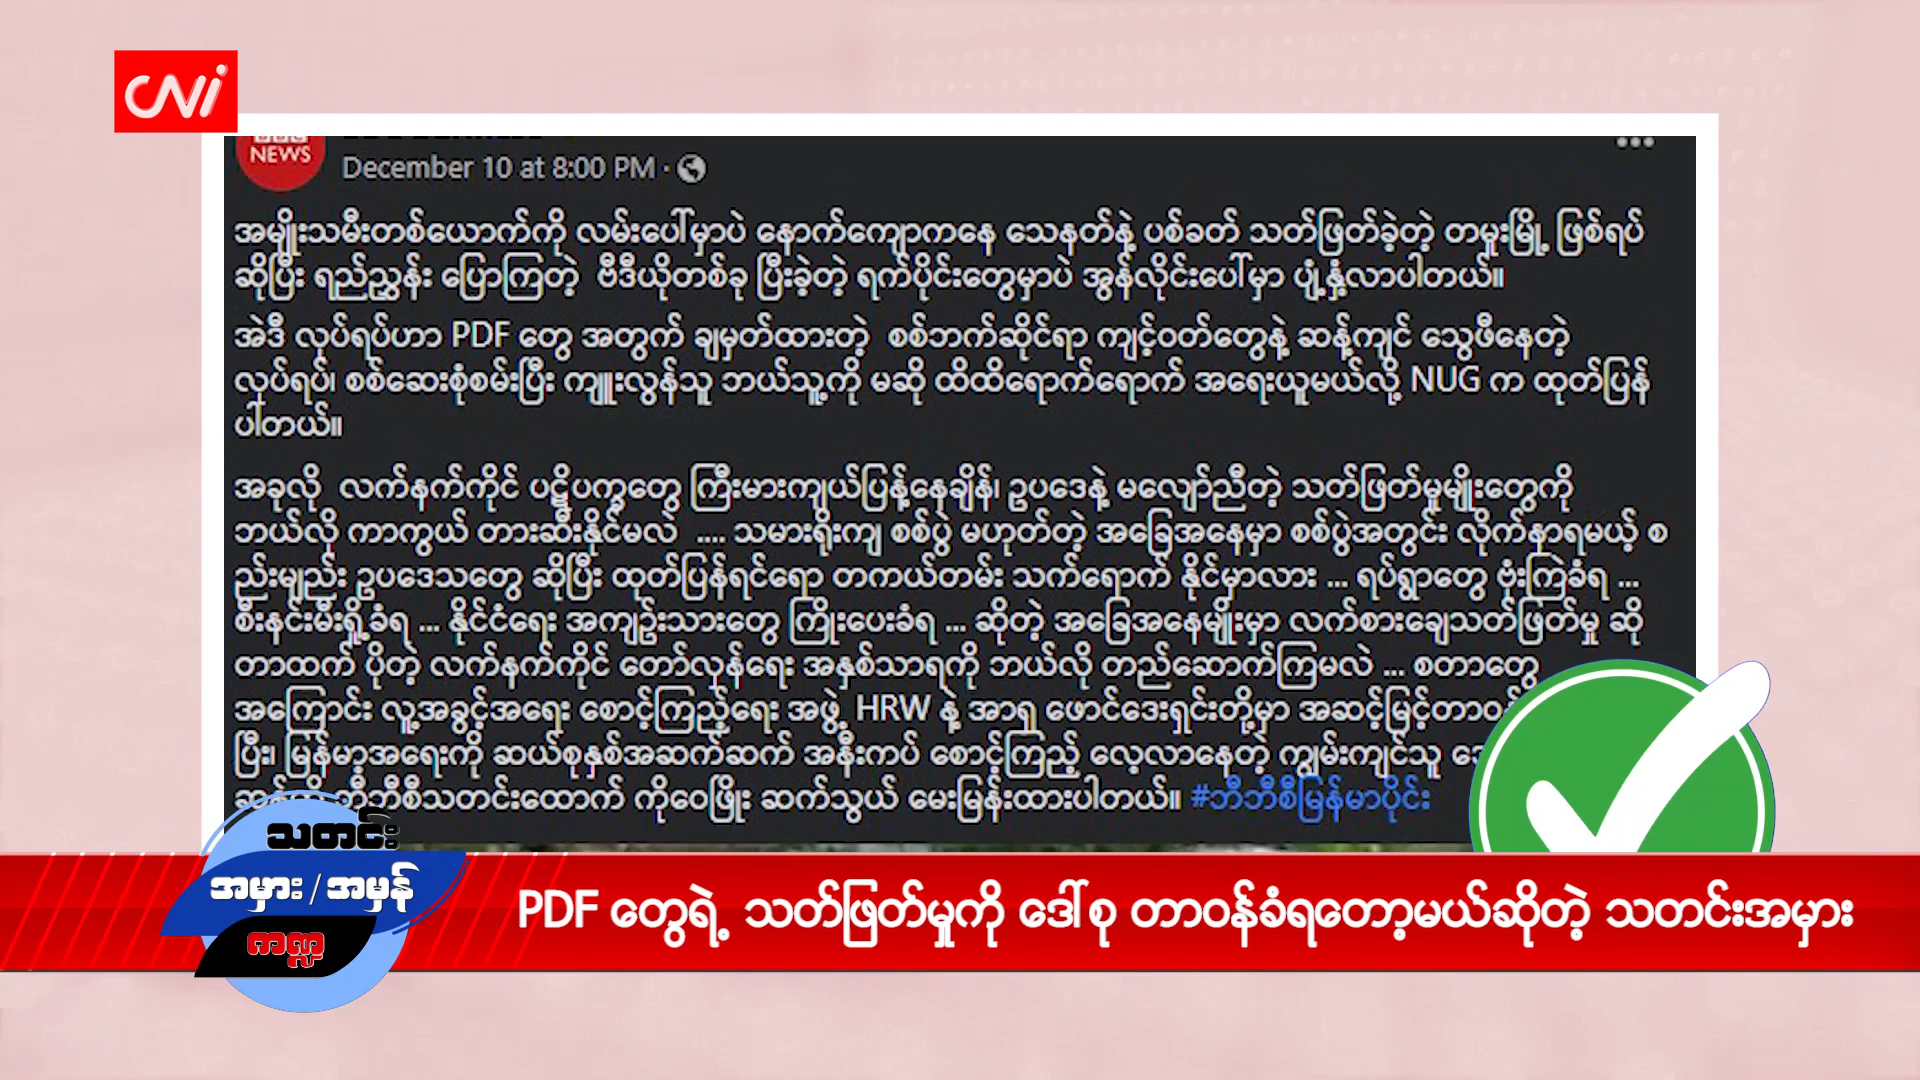 CNI
NEWS
December 10 at 8:00 PM ·
အမျိုးသမီးတစ်ယောက်ကို လမ်းပေါ်မှာပဲ နောက်ကျောကနေ သေနတ်နဲ့ ပစ်ခတ် သတ်ဖြတ်ခဲ့တဲ့ တမူးမြို့ ဖြစ်ရပ်
ဆိုပြီး ရည်ညွှန်း ပြောကြတဲ့ ဗီဒီယိုတစ်ခု ပြီးခဲ့တဲ့ ရက်ပိုင်းတွေမှာပဲ အွန်လိုင်းပေါ်မှာ ပျံ့နှံ့လာပါတယ်။
အဲဒီ လုပ်ရပ်ဟာ PDF တွေ အတွက် ချမှတ်ထားတဲ့ စစ်ဘက်ဆိုင်ရာ ကျင့်ဝတ်တွေနဲ့ ဆန့်ကျင် သွေဖီနေတဲ့
လုပ်ရပ်၊ စစ်ဆေးစုံစမ်းပြီး ကျူးလွန်သူ ဘယ်သူ့ကို မဆို ထိထိရောက်ရောက် အရေးယူမယ်လို့ NUG က ထုတ်ပြန်
ပါတယ်။
အခုလို လက်နက်ကိုင် ပဋိပက္ခတွေ ကြီးမားကျယ်ပြန့်နေချိန်၊ ဥပဒေနဲ့ မလျော်ညီတဲ့ သတ်ဖြတ်မှုမျိုးတွေကို
ဘယ်လို ကာကွယ် တားဆီးနိုင်မလဲ .... သမားရိုးကျ စစ်ပွဲ မဟုတ်တဲ့ အခြေအနေမှာ စစ်ပွဲအတွင်း လိုက်နာရမယ့် စ
ည်းမျည်း ဥပဒေသတွေ ဆိုပြီး ထုတ်ပြန်ရင်ရော တကယ်တမ်း သက်ရောက် နိုင်မှာလား ... ရပ်ရွာတွေ ဗုံးကြဲခံရ ...
စီးနင်းမီးရှို့ခံရ ... နိုင်ငံရေး အကျဉ်းသားတွေ ကြိုးပေးခံရ ... ဆိုတဲ့ အခြေအနေမျိုးမှာ လက်စားချေသတ်ဖြတ်မှု ဆို
တာထက် ပိုတဲ့ လက်နက်ကိုင် တော်လှန်ရေး အနှစ်သာရကို ဘယ်လို တည်ဆောက်ကြမလဲ ... စတာတွေ
အကြောင်း လူ့အခွင့်အရေး စောင့်ကြည့်ရေး အဖွဲ့ HRW နဲ့ အာရှ ဖောင်ဒေးရှင်းတို့မှာ အဆင့်မြင့်တာဝန်
ပြီး၊ မြန်မာ့အရေးကို ဆယ်စုနှစ်အဆက်ဆက် အနီးကပ် စောင့်ကြည့် လေ့လာနေတဲ့ ကျွမ်းကျင်သူ
ဘီဘီစီသတင်းထောက် ကိုဝေဖြိုး ဆက်သွယ် မေးမြန်းထားပါတယ်။ #ဘီဘီစီမြန်မာပိုင်း
သတင်း
အမှား / အမှန်
ကဏ္ဍ
PDF တွေရဲ့ သတ်ဖြတ်မှုကို ဒေါ်စု တာဝန်ခံရတော့မယ်ဆိုတဲ့ သတင်းအမှား